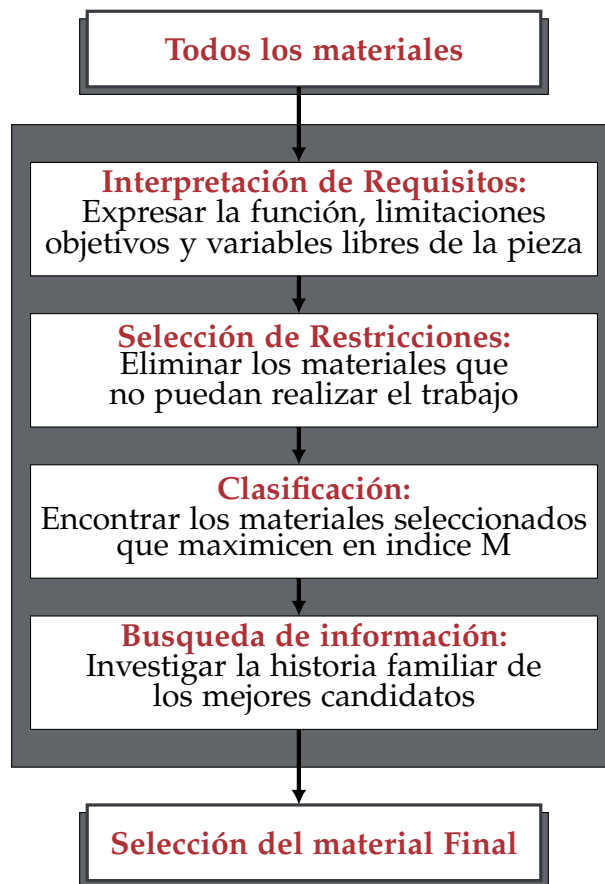 Todos los materiales
Interpretación de Requisitos:
Expresar la función, limitaciones
objetivos y variables libres de la pieza
Selección de Restricciones:
Eliminar los materiales que
no puedan realizar el trabajo
Clasificación:
Encontrar los materiales seleccionados
que maximicen en indice M
Busqueda de información:
Investigar la historia familiar de
los mejores candidatos
Selección del material Final